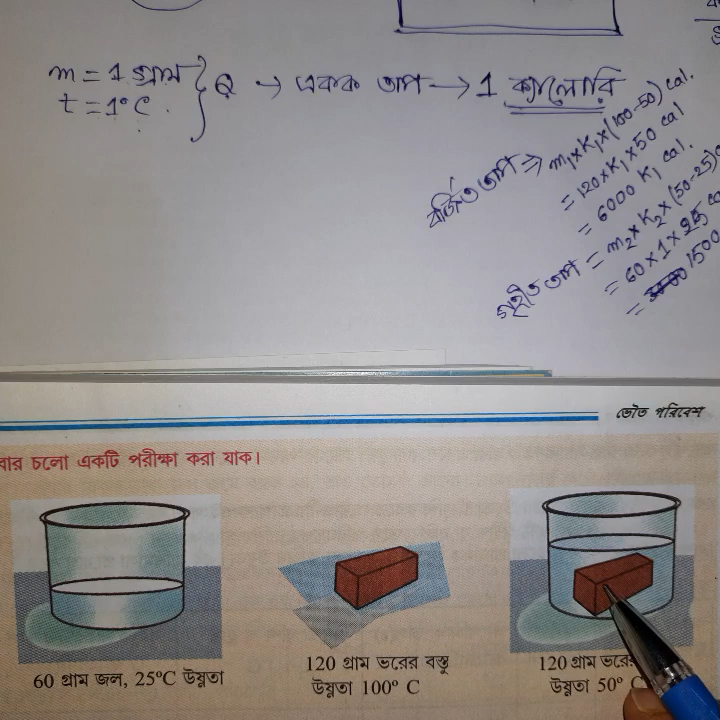 m = 1 গ্রাম
t = 1°C
} Q → একক তাপ → 1 ক্যালোরি
বর্জিত তাপ ⇒ m₁×K₁×(100-50) cal.
= 120×K₁×50 cal
= 6000 K₁ cal.
গৃহীত তাপ = m₂×K₂×(50-25)
= 60×1×25
= 1500
ভৌত পরিবেশ
বার চলো একটি পরীক্ষা করা যাক।
60 গ্রাম জল, 25°C উষ্ণতা
120 গ্রাম ভরের বস্তু
উষ্ণতা 100° C
120 গ্রাম ভরের
উষ্ণতা 50° C